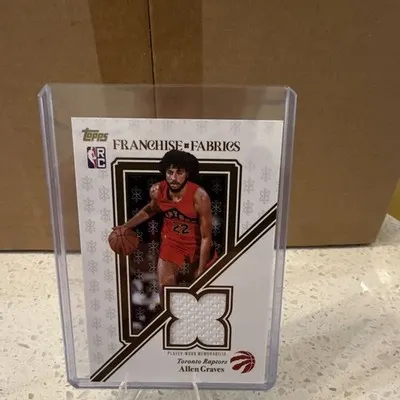 Topps
FRANCHISE FABRICS
RC
22
PLAYER-WORN MEMORABILIA
Toronto Raptors
Allen Graves